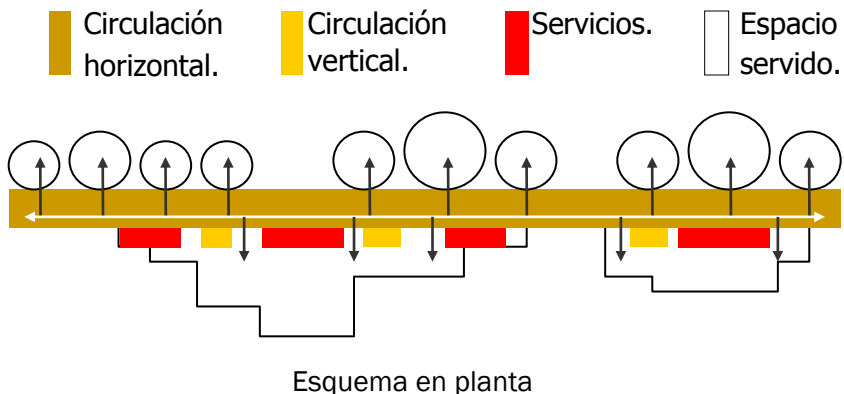 Circulación
horizontal.
Circulación
vertical.
Servicios.
Espacio
servido.
Esquema en planta